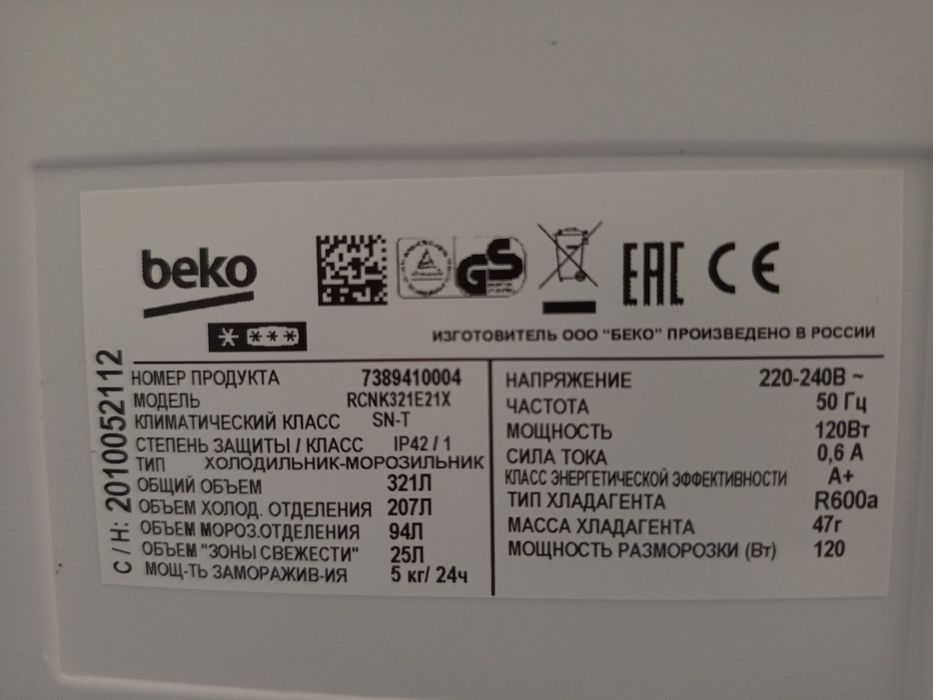 beko
GS
EAC CE
ИЗГОТОВИТЕЛЬ ООО "БЕКО" ПРОИЗВЕДЕНО В РОССИИ
С / Н: 2010052112
НОМЕР ПРОДУКТА 7389410004
МОДЕЛЬ RCNK321E21X
КЛИМАТИЧЕСКИЙ КЛАСС SN-T
СТЕПЕНЬ ЗАЩИТЫ / КЛАСС IP42 / 1
ТИП ХОЛОДИЛЬНИК-МОРОЗИЛЬНИК
ОБЩИЙ ОБЪЕМ 321Л
ОБЪЕМ ХОЛОД. ОТДЕЛЕНИЯ 207Л
ОБЪЕМ МОРОЗ.ОТДЕЛЕНИЯ 94Л
ОБЪЕМ "ЗОНЫ СВЕЖЕСТИ" 25Л
МОЩ-ТЬ ЗАМОРАЖИВ-ИЯ 5 кг/ 24ч
НАПРЯЖЕНИЕ 220-240В ~
ЧАСТОТА 50 Гц
МОЩНОСТЬ 120Вт
СИЛА ТОКА 0,6 А
КЛАСС ЭНЕРГЕТИЧЕСКОЙ ЭФФЕКТИВНОСТИ А+
ТИП ХЛАДАГЕНТА R600a
МАССА ХЛАДАГЕНТА 47г
МОЩНОСТЬ РАЗМОРОЗКИ (Вт) 120